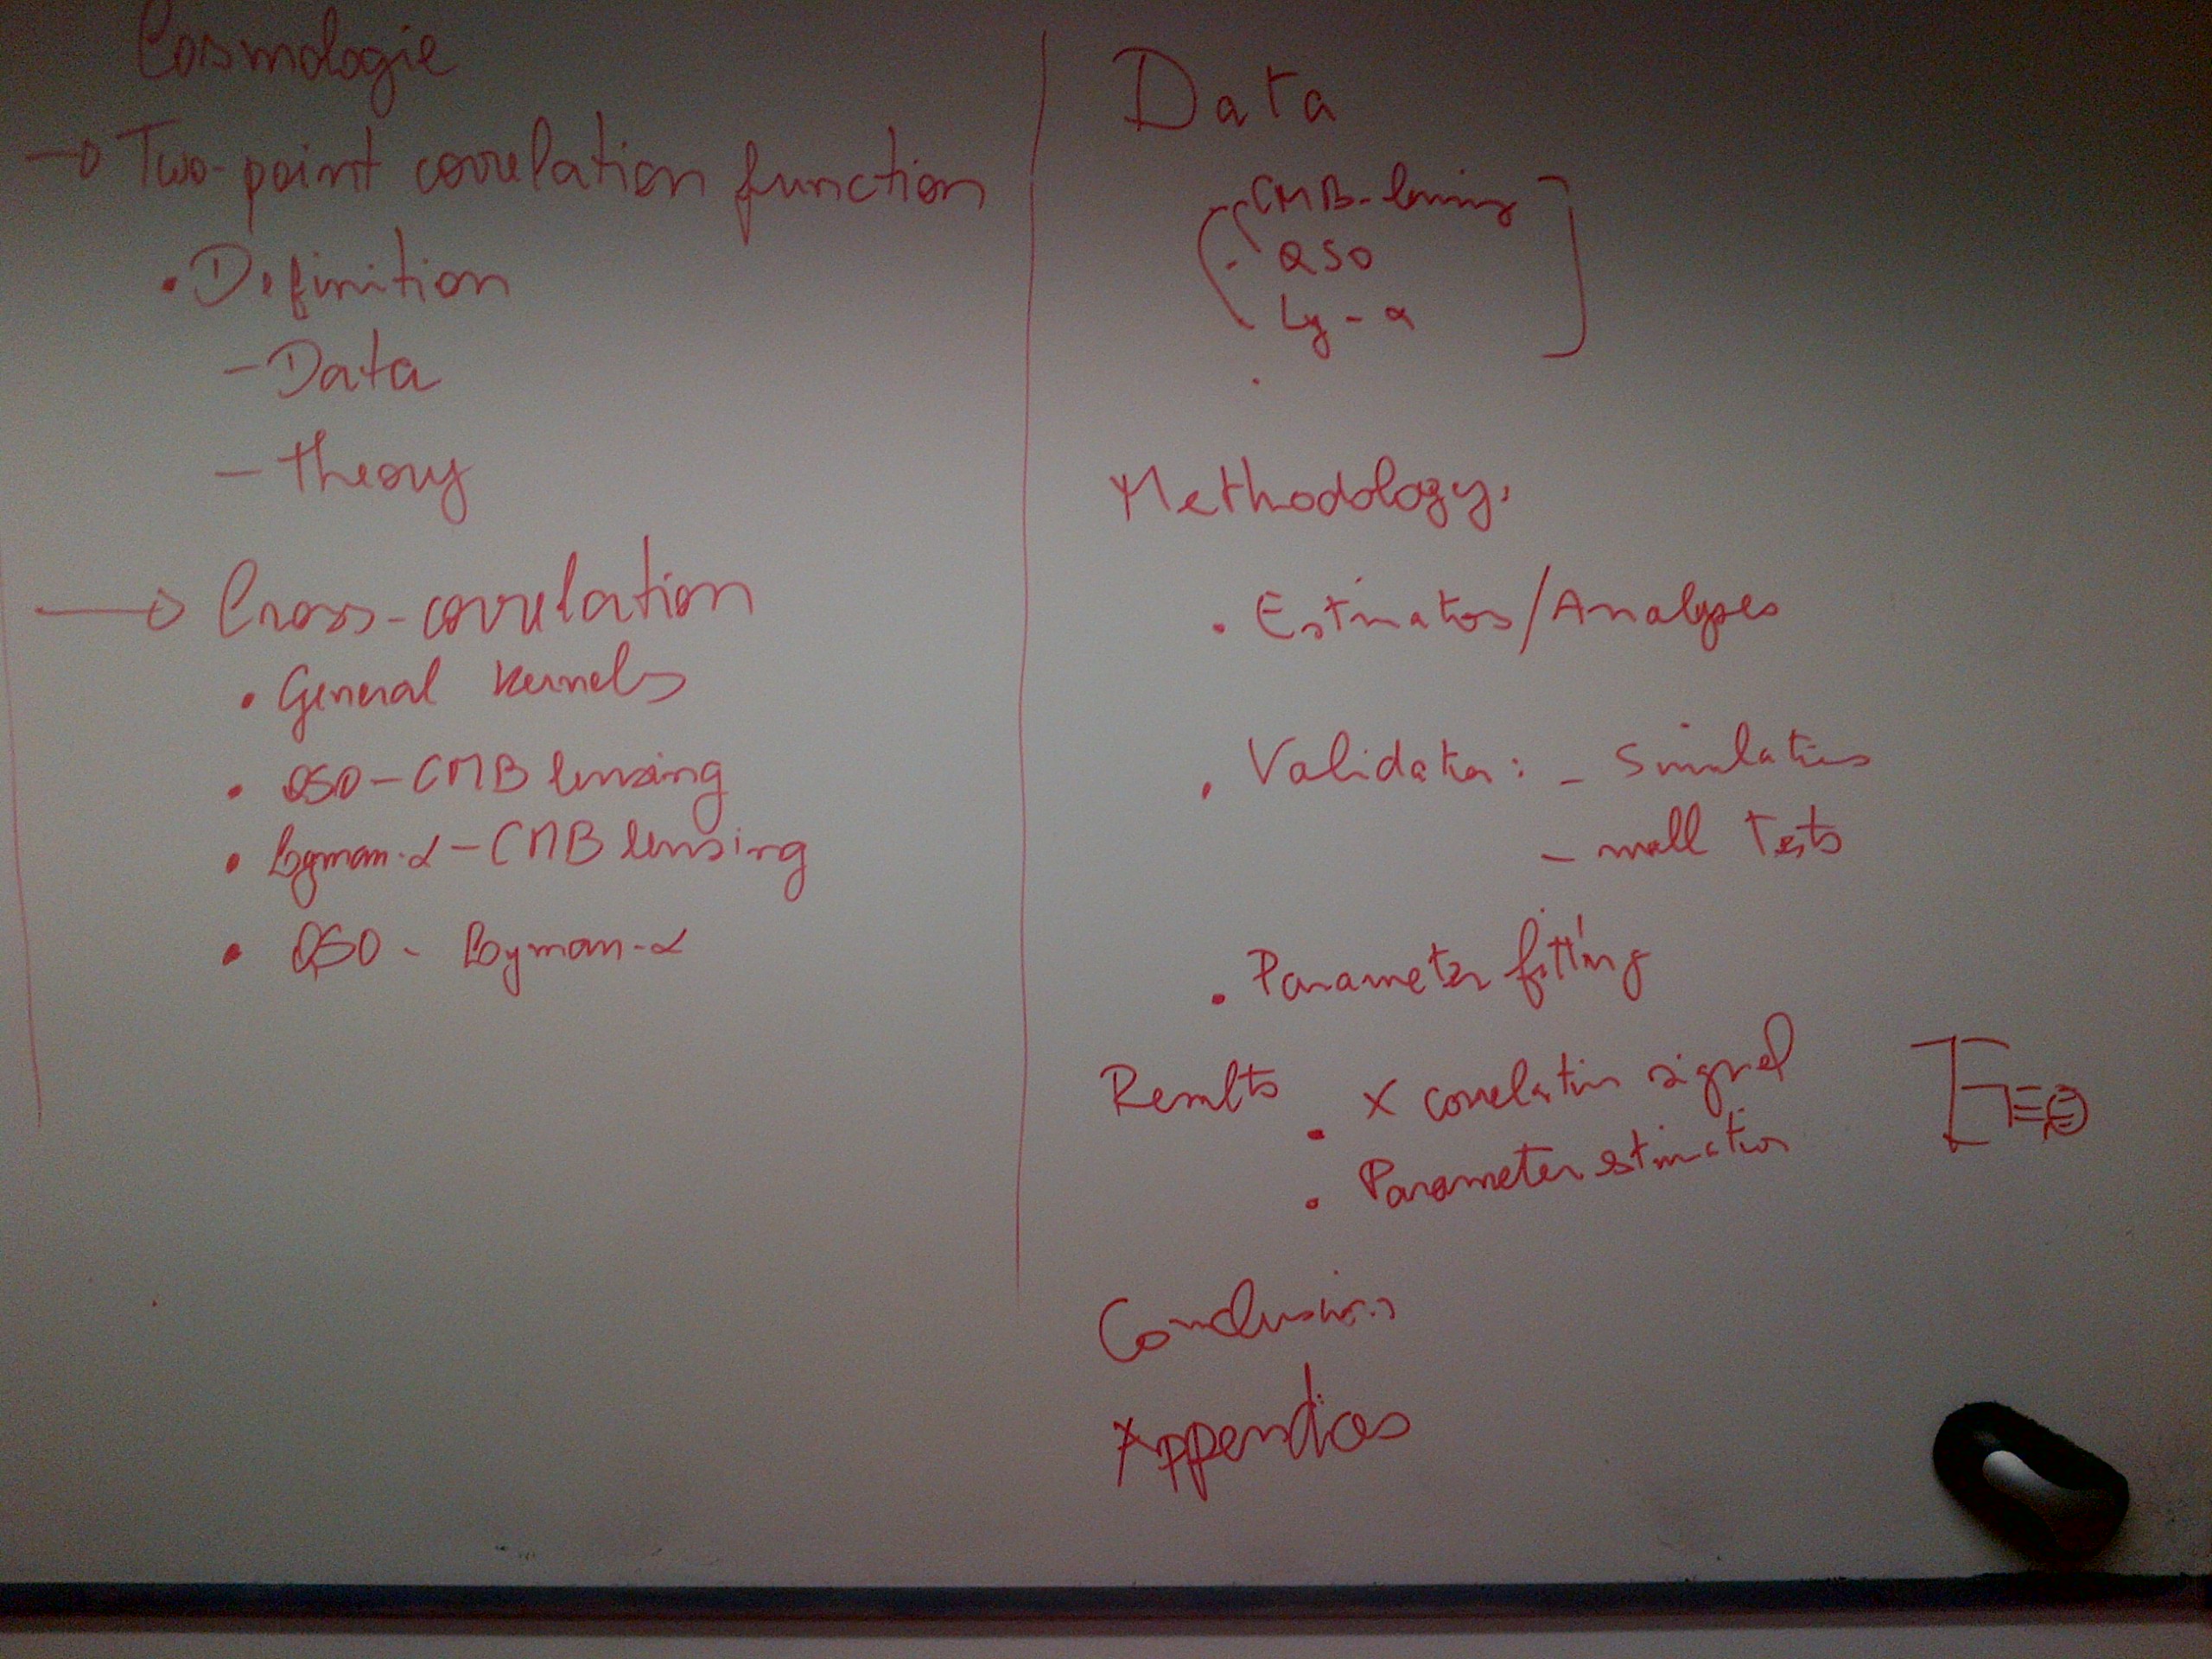 Cosmologie
→ Two-point correlation function
• Definition
- Data
- Theory
→ Cross-correlation
• General kernels
• QSO - CMB lensing
• Lyman-α - CMB lensing
• QSO - Lyman-α
Data
- CMB-lensing
- QSO
Ly-α
Methodology
• Estimators/Analyses
• Validation: - Simulations
- null Tests
• Parameter fitting
Results • X correlation signal
• Parameter estimation
Conclusions
Appendices